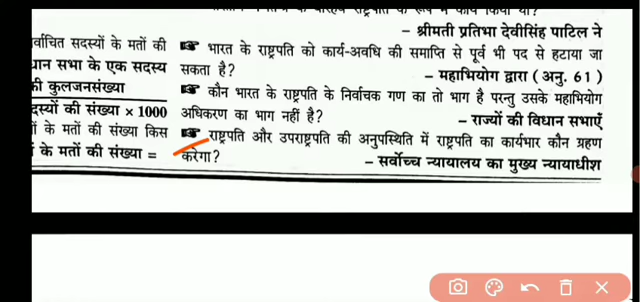 राष्ट्रपति के रूप में कार्य किया था?
– श्रीमती प्रतिभा देवीसिंह पाटिल ने
र्वाचित सदस्यों के मतों की
धान सभा के एक सदस्य
की कुलजनसंख्या
दस्यों की संख्या × 1000
ों के मतों की संख्या किस
ं के मतों की संख्या =
☞ भारत के राष्ट्रपति को कार्य-अवधि की समाप्ति से पूर्व भी पद से हटाया जा
सकता है?
– महाभियोग द्वारा ( अनु. 61 )
☞ कौन भारत के राष्ट्रपति के निर्वाचक गण का तो भाग है परन्तु उसके महाभियोग
अधिकरण का भाग नहीं है?
– राज्यों की विधान सभाएँ
☞ राष्ट्रपति और उपराष्ट्रपति की अनुपस्थिति में राष्ट्रपति का कार्यभार कौन ग्रहण
करेगा?
– सर्वोच्च न्यायालय का मुख्य न्यायाधीश